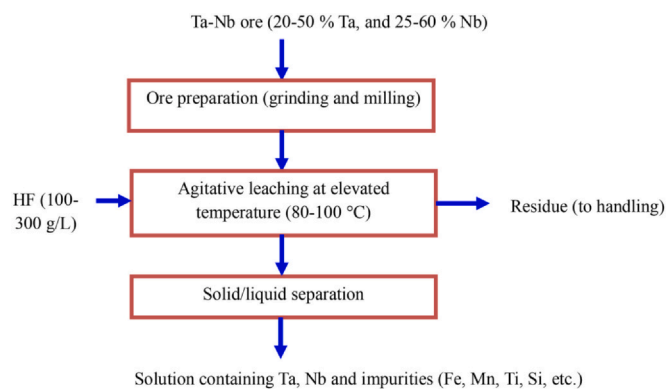 Ta-Nb ore (20-50 % Ta, and 25-60 % Nb)
Ore preparation (grinding and milling)
HF (100-
300 g/L)
Agitative leaching at elevated
temperature (80-100 °C)
Residue (to handling)
Solid/liquid separation
Solution containing Ta, Nb and impurities (Fe, Mn, Ti, Si, etc.)